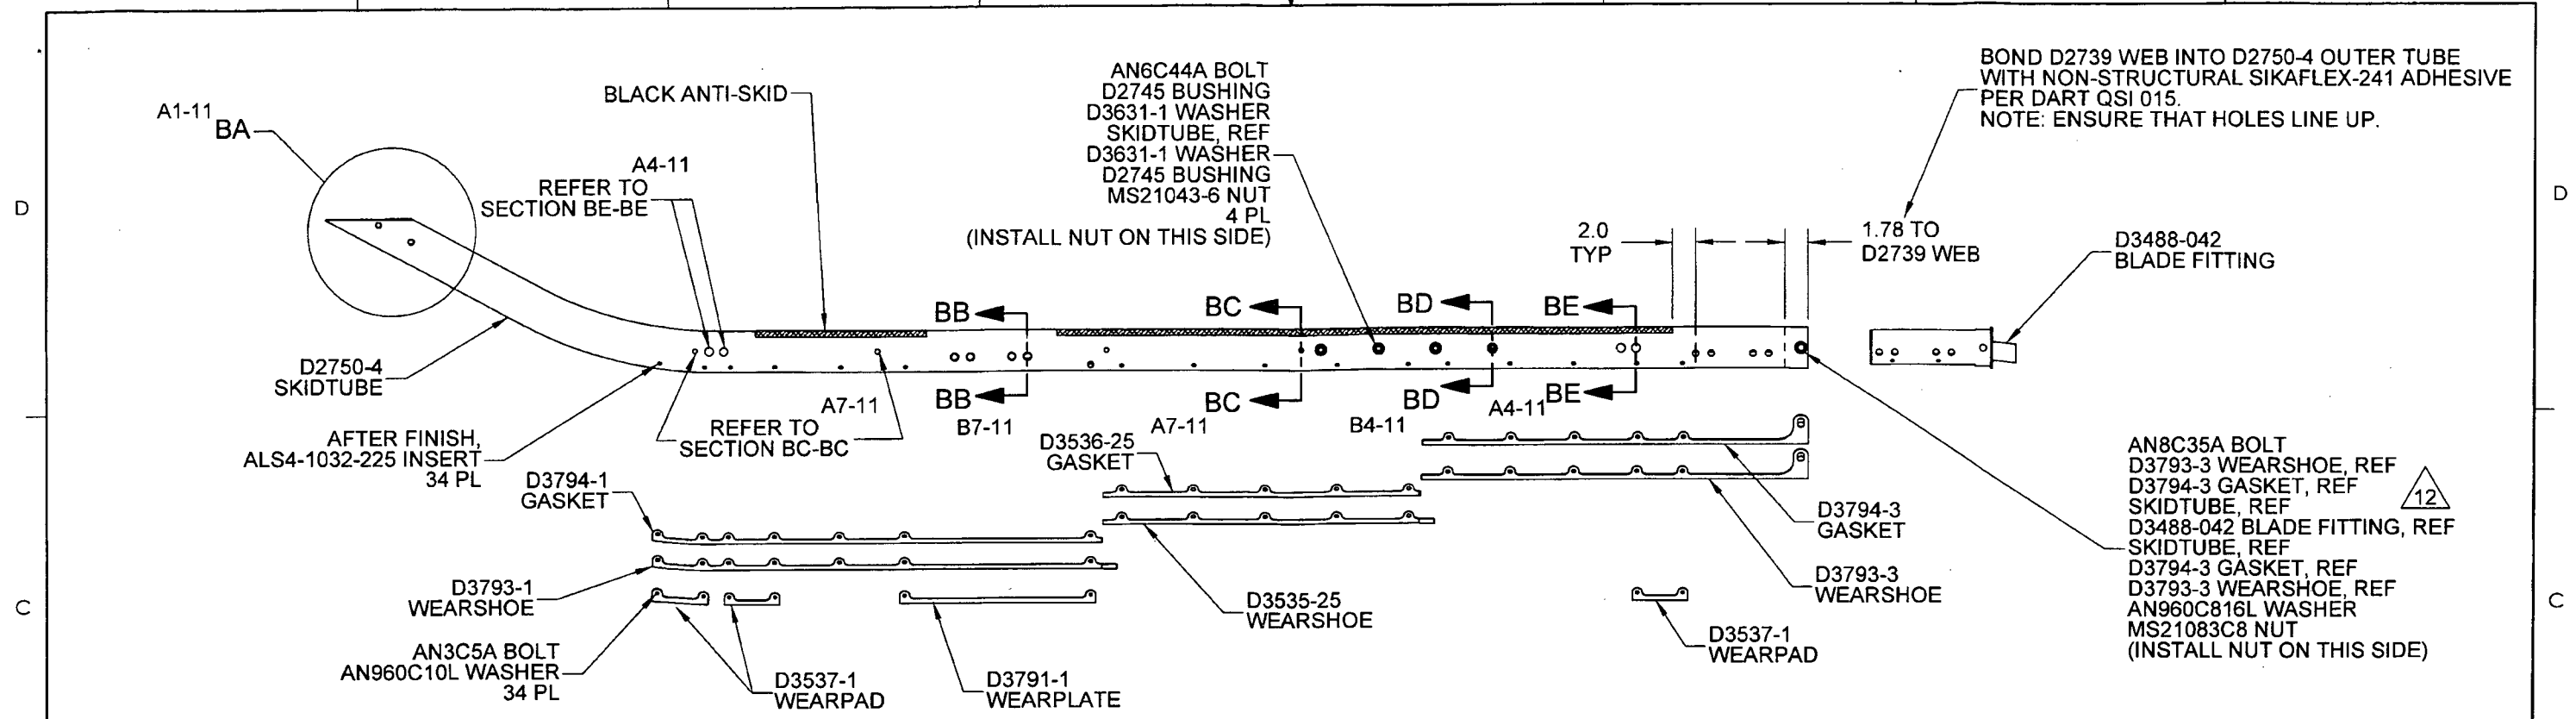 AN6C44A BOLT
D2745 BUSHING
D3631-1 WASHER
SKIDTUBE, REF
D3631-1 WASHER
D2745 BUSHING
MS21043-6 NUT
4 PL
(INSTALL NUT ON THIS SIDE)
BOND D2739 WEB INTO D2750-4 OUTER TUBE
WITH NON-STRUCTURAL SIKAFLEX-241 ADHESIVE
PER DART QSI 015.
NOTE: ENSURE THAT HOLES LINE UP.
BLACK ANTI-SKID
A1-11
BA
A4-11
REFER TO
SECTION BE-BE
D
D
2.0
TYP
1.78 TO
D2739 WEB
D3488-042
BLADE FITTING
BB
BC
BD
BE
D2750-4
SKIDTUBE
BB
BC
BD
BE
A7-11
B7-11
A7-11
B4-11
A4-11
REFER TO
SECTION BC-BC
AFTER FINISH,
ALS4-1032-225 INSERT
34 PL
D3536-25
GASKET
D3794-1
GASKET
D3794-3
GASKET
AN8C35A BOLT
D3793-3 WEARSHOE, REF
D3794-3 GASKET, REF
SKIDTUBE, REF
D3488-042 BLADE FITTING, REF
SKIDTUBE, REF
D3794-3 GASKET, REF
D3793-3 WEARSHOE, REF
AN960C816L WASHER
MS21083C8 NUT
(INSTALL NUT ON THIS SIDE)
12
D3793-1
WEARSHOE
D3535-25
WEARSHOE
D3793-3
WEARSHOE
C
C
AN3C5A BOLT
AN960C10L WASHER
34 PL
D3537-1
WEARPAD
D3791-1
WEARPLATE
D3537-1
WEARPAD